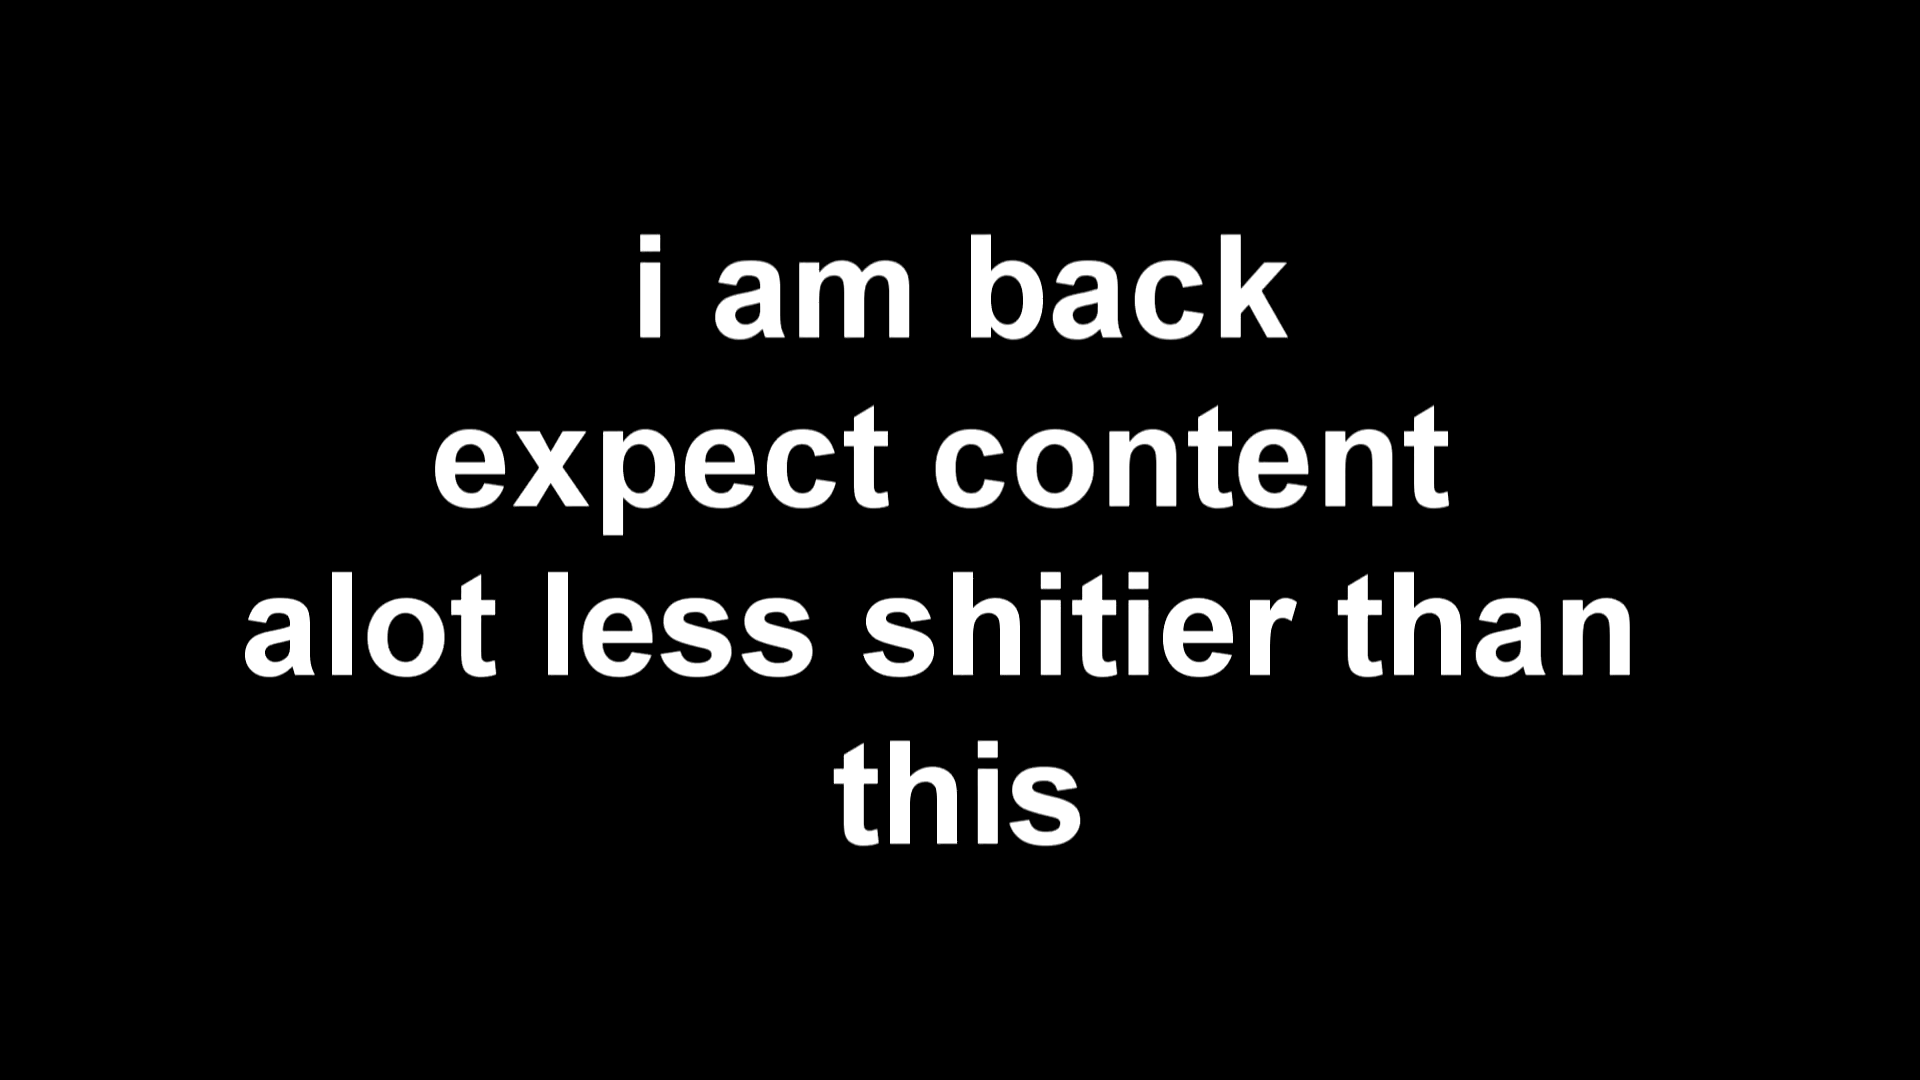 i am back
expect content
alot less shitier than
this